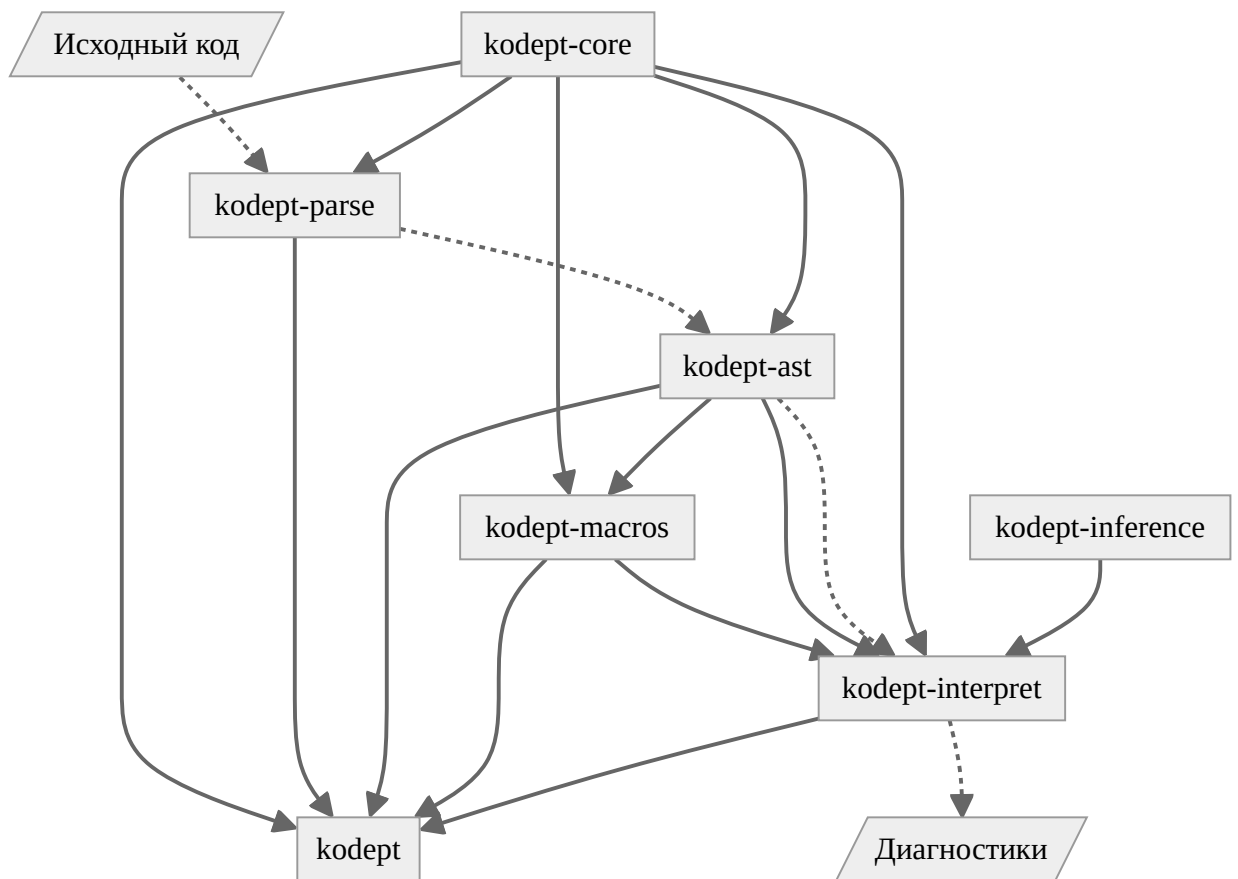 Исходный код
kodept-core
kodept-parse
kodept-ast
kodept-macros
kodept-inference
kodept-interpret
kodept
Диагностики